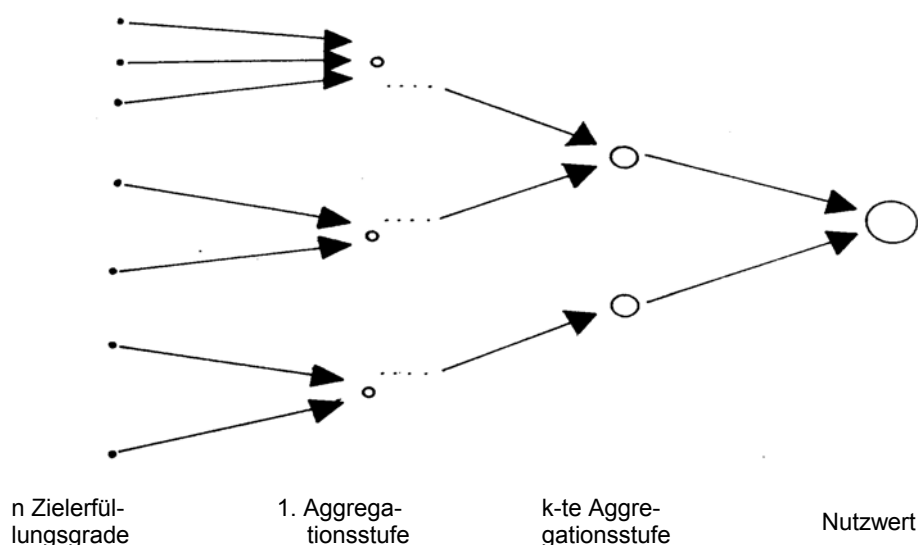 n Zielerfül-
lungsgrade
1. Aggrega-
tionsstufe
k-te Aggre-
gationsstufe
Nutzwert